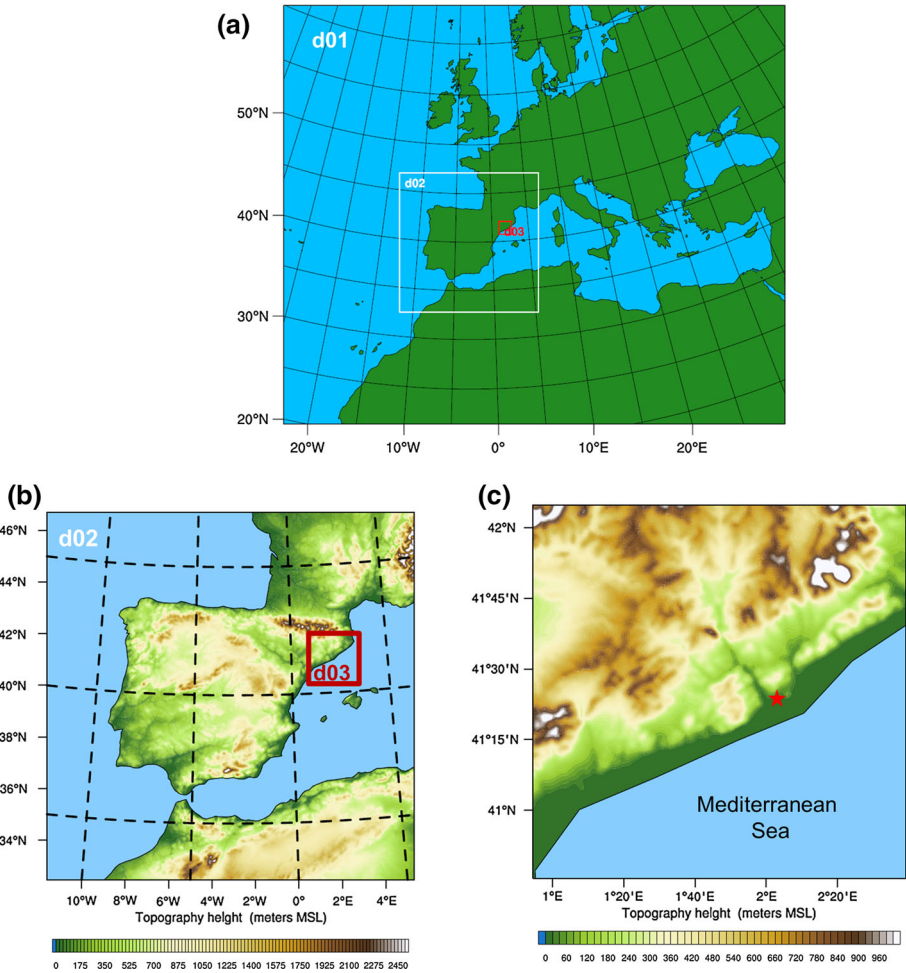 (a)
d01
d02
d03
50°N
40°N
30°N
20°N
20°W 10°W 0° 10°E 20°E
(b)
d02
d03
46°N
44°N
42°N
40°N
38°N
36°N
34°N
10°W 8°W 6°W 4°W 2°W 0° 2°E 4°E
Topography height (meters MSL)
0 175 350 525 700 875 1050 1225 1400 1575 1750 1925 2100 2275 2450
(c)
42°N
41°45'N
41°30'N
41°15'N
41°N
Mediterranean
Sea
1°E 1°20'E 1°40'E 2°E 2°20'E
Topography height (meters MSL)
0 60 120 180 240 300 360 420 480 540 600 660 720 780 840 900 960